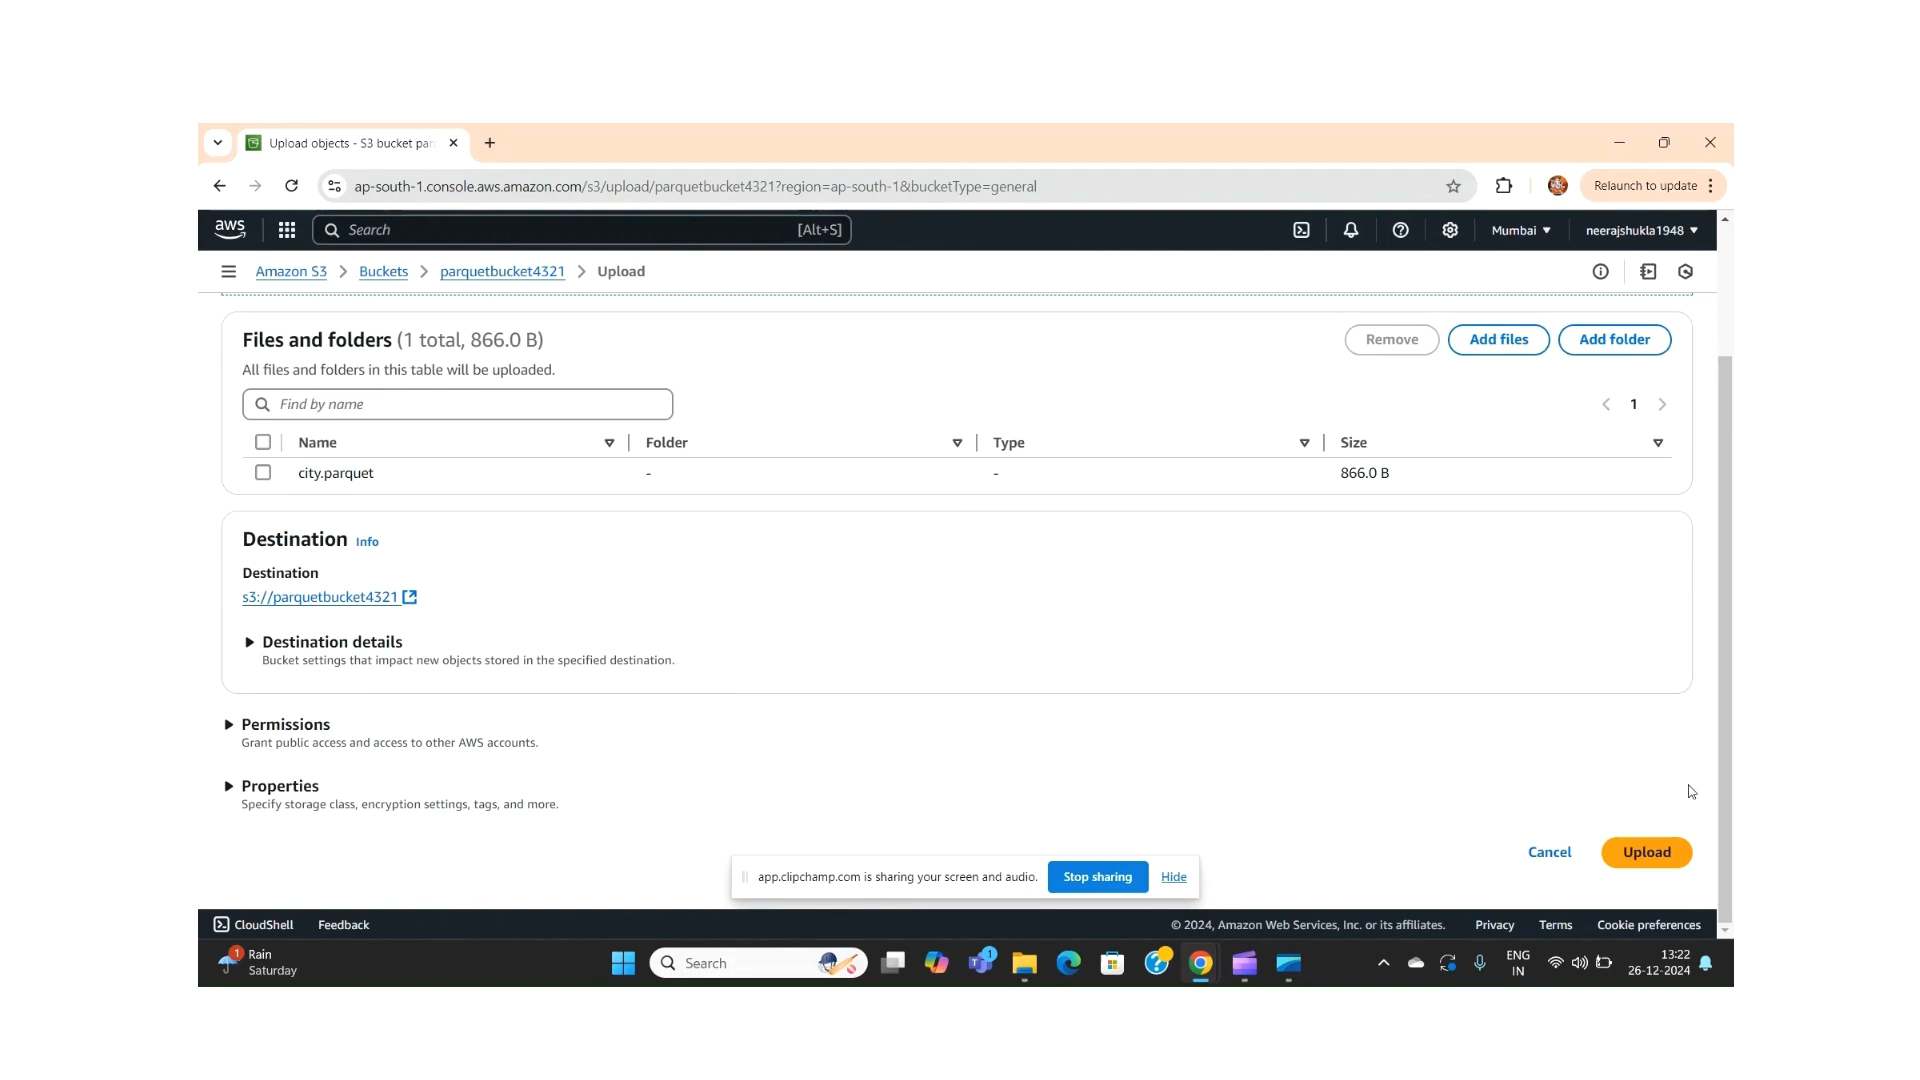 Upload objects - S3 bucket par
ap-south-1.console.aws.amazon.com/s3/upload/parquetbucket4321?region=ap-south-1&bucketType=general
Relaunch to update
aws
Search [Alt+S]
Mumbai
neerajshukla1948
Amazon S3 > Buckets > parquetbucket4321 > Upload
Files and folders (1 total, 866.0 B)
Remove
Add files
Add folder
All files and folders in this table will be uploaded.
Find by name
1
Name Folder Type Size
city.parquet - - 866.0 B
Destination Info
Destination
s3://parquetbucket4321
Destination details
Bucket settings that impact new objects stored in the specified destination.
Permissions
Grant public access and access to other AWS accounts.
Properties
Specify storage class, encryption settings, tags, and more.
Cancel
Upload
app.clipchamp.com is sharing your screen and audio.
Stop sharing
Hide
CloudShell Feedback
© 2024, Amazon Web Services, Inc. or its affiliates. Privacy Terms Cookie preferences
1
Rain
Saturday
Search
1
ENG
IN
13:22
26-12-2024